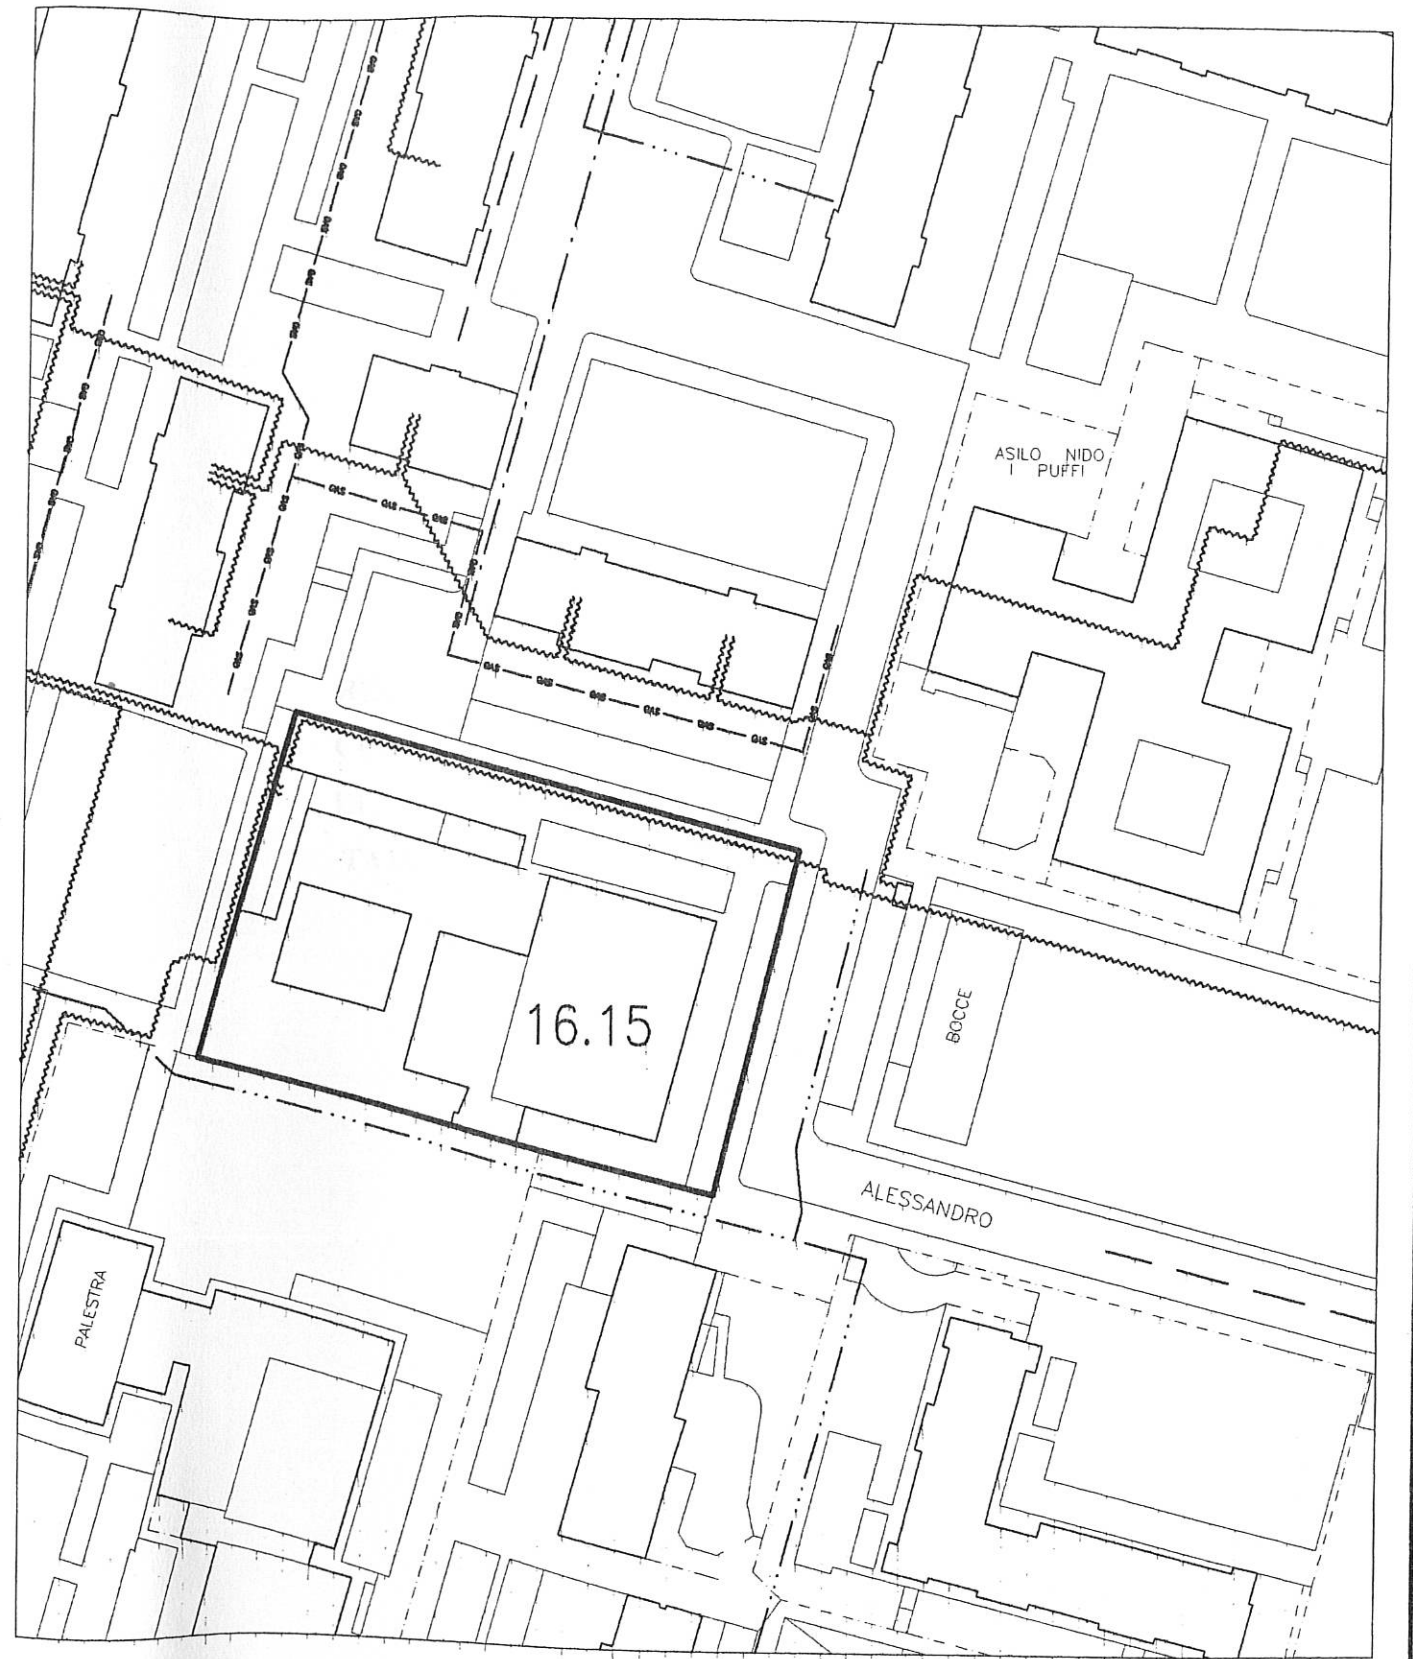 ASILO NIDO
I PUFFI
16.15
BOCCE
ALESSANDRO
PALESTRA